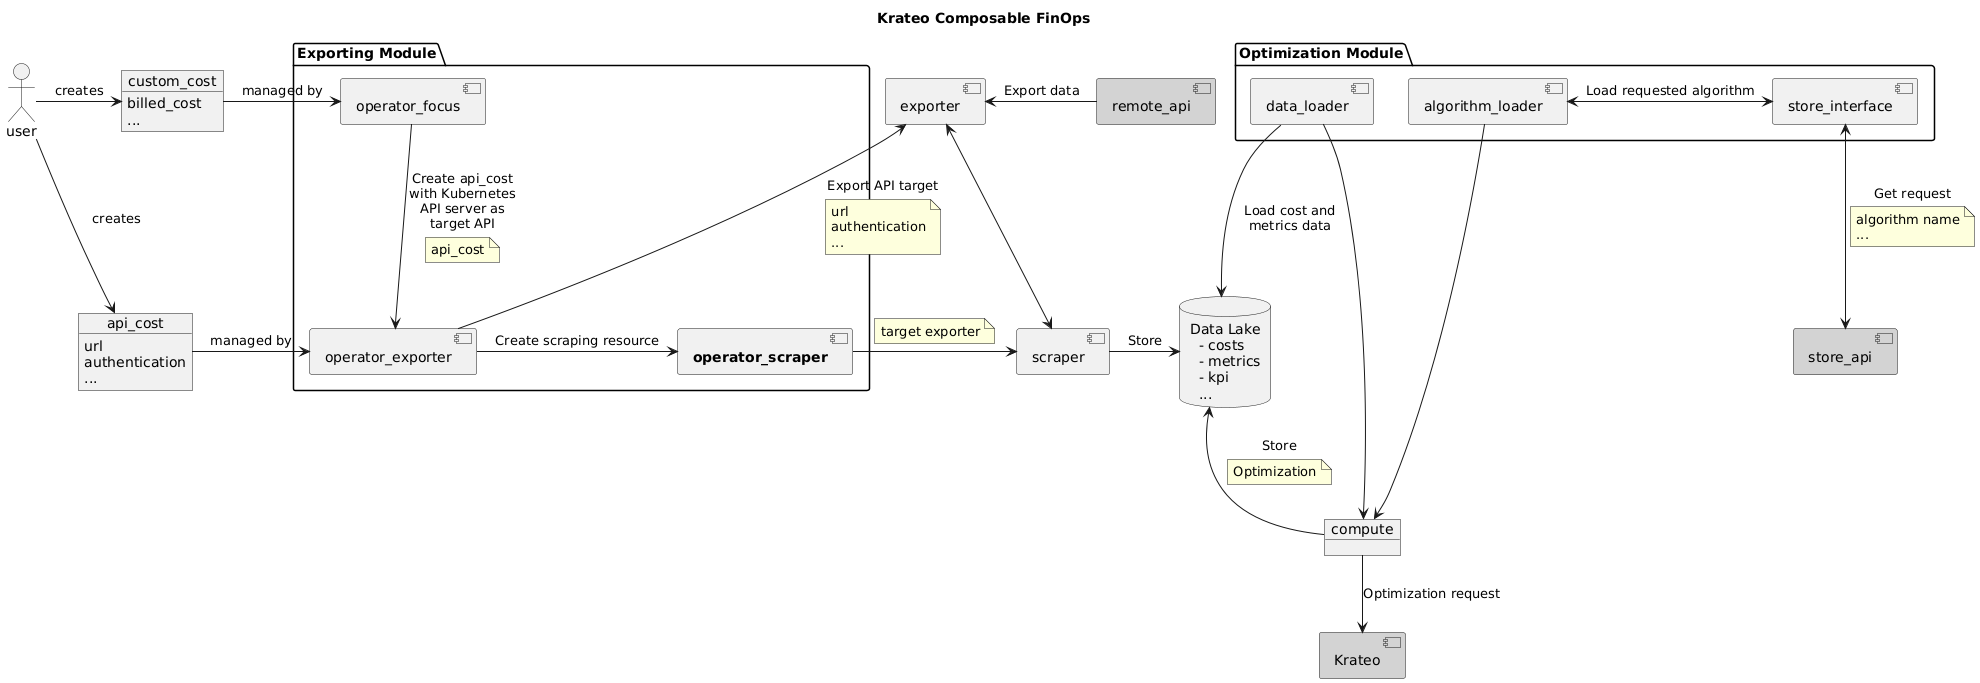 Krateo Composable FinOps
Exporting Module
Optimization Module
user
creates
custom_cost
billed_cost
...
managed by
operator_focus
exporter
Export data
remote_api
data_loader
algorithm_loader
Load requested algorithm
store_interface
creates
Create api_cost
with Kubernetes
API server as
target API
api_cost
Export API target
url
authentication
...
Load cost and
metrics data
Get request
algorithm name
...
api_cost
url
authentication
...
managed by
operator_exporter
Create scraping resource
operator_scraper
target exporter
scraper
Store
Data Lake
- costs
- metrics
- kpi
...
store_api
Store
Optimization
compute
Optimization request
Krateo